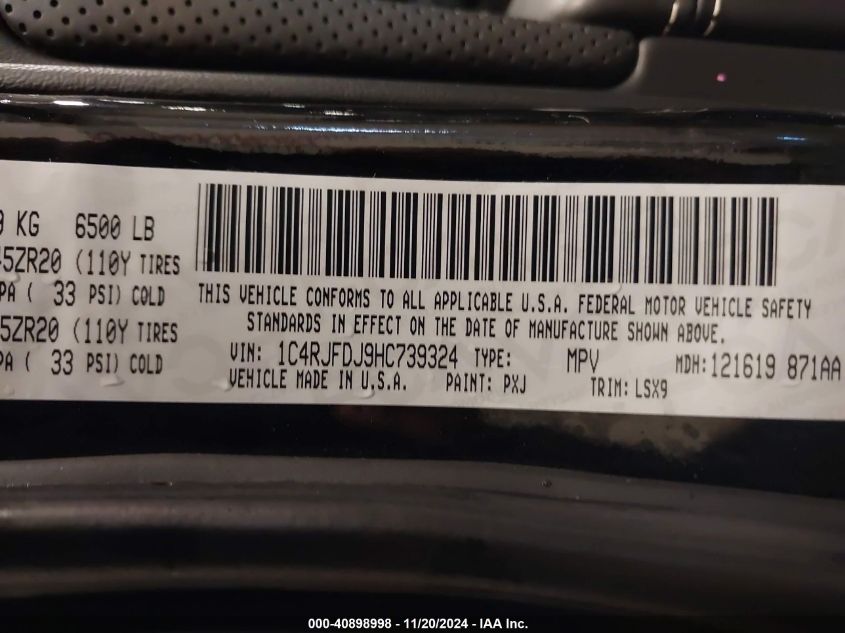 KG 6500 LB
5ZR20 (110Y TIRES
PA ( 33 PSI) COLD
5ZR20 (110Y TIRES
PA ( 33 PSI) COLD
THIS VEHICLE CONFORMS TO ALL APPLICABLE U.S.A. FEDERAL MOTOR VEHICLE SAFETY
STANDARDS IN EFFECT ON THE DATE OF MANUFACTURE SHOWN ABOVE.
VIN: 1C4RJFDJ9HC739324 TYPE: MPV MDH:121619 871AA
VEHICLE MADE IN U.S.A. PAINT: PXJ TRIM:LSX9
000-40898998 - 11/20/2024 - IAA Inc.